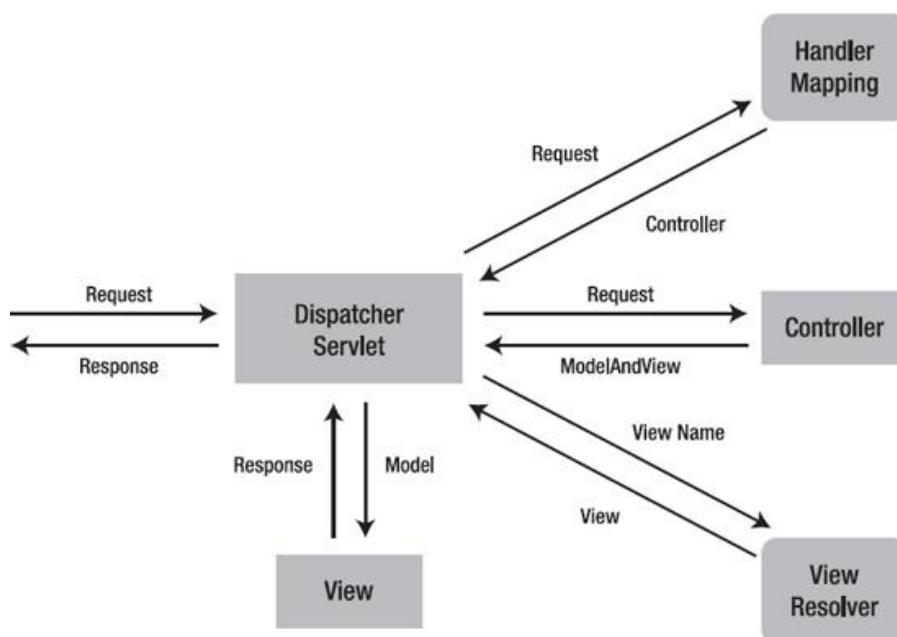 Handler
Mapping
Request
Controller
Request
Response
Dispatcher
Servlet
Request
ModelAndView
Controller
View Name
View
Response
Model
View
View
Resolver